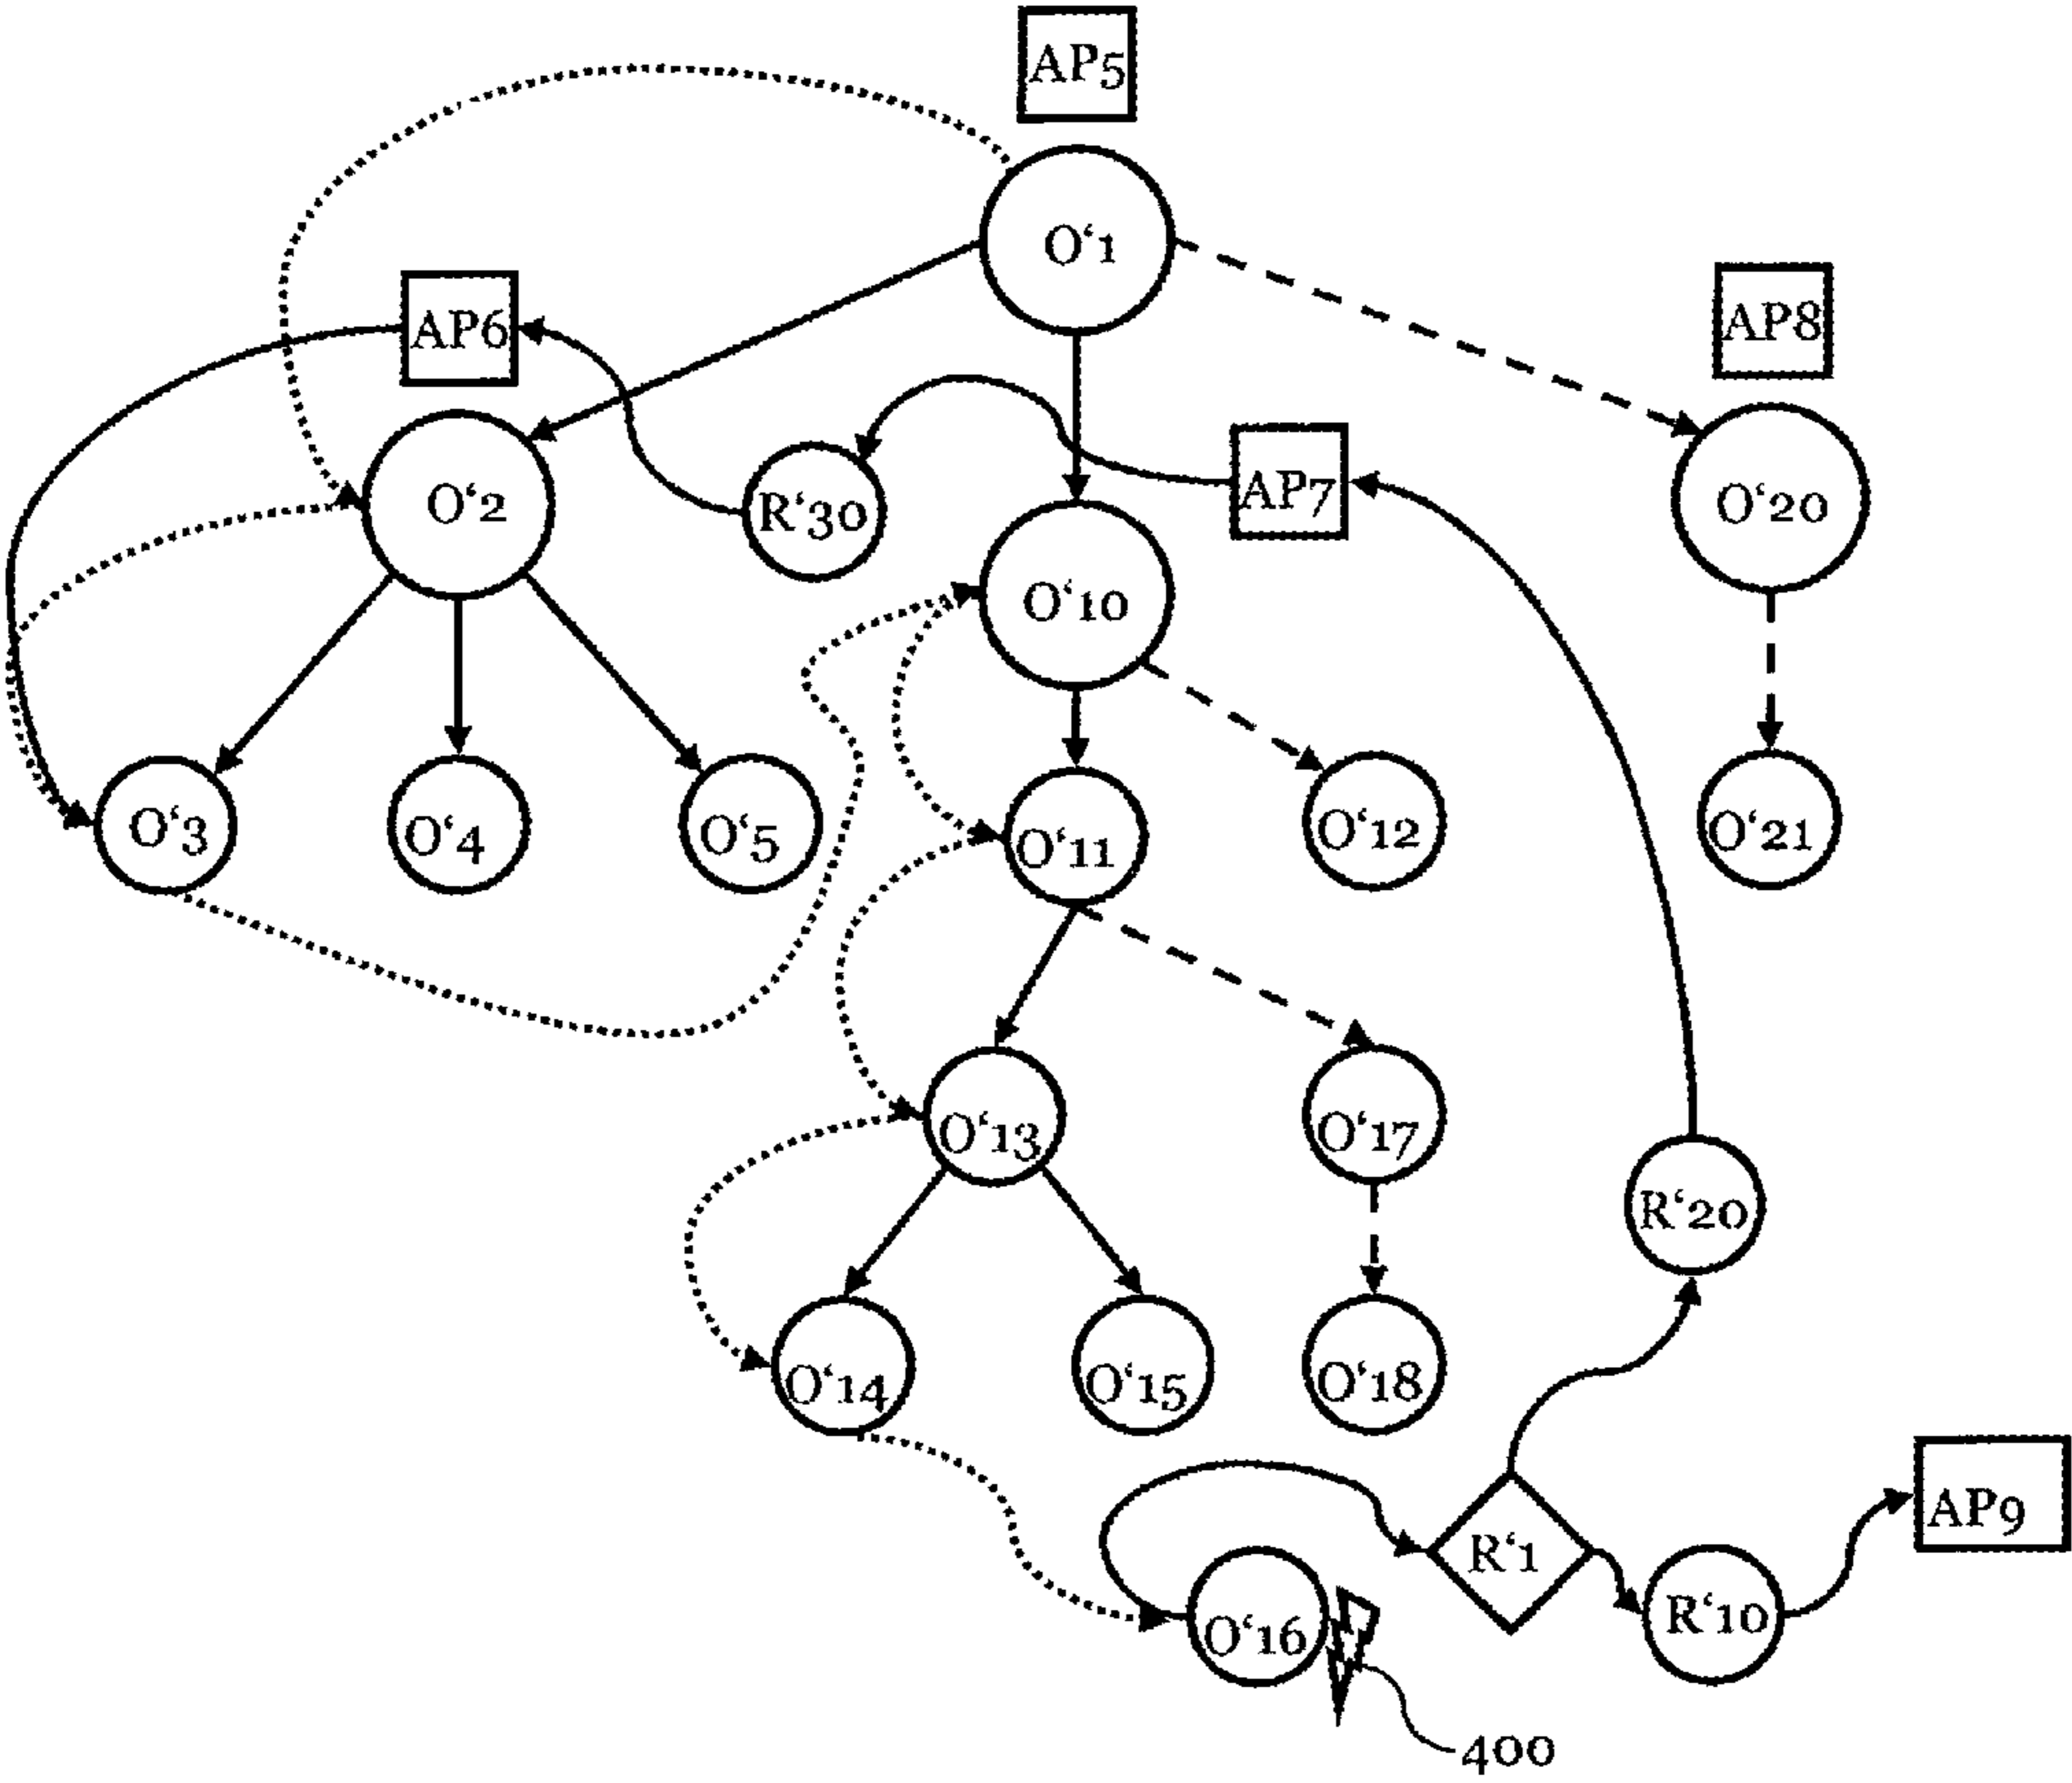 AP5
O‘1
AP6
AP8
O‘2
R‘30
AP7
O‘20
O‘10
O‘3
O‘4
O‘5
O‘11
O‘12
O‘21
O‘13
O‘17
R‘20
O‘14
O‘15
O‘18
AP9
R‘1
O‘16
R‘10
400